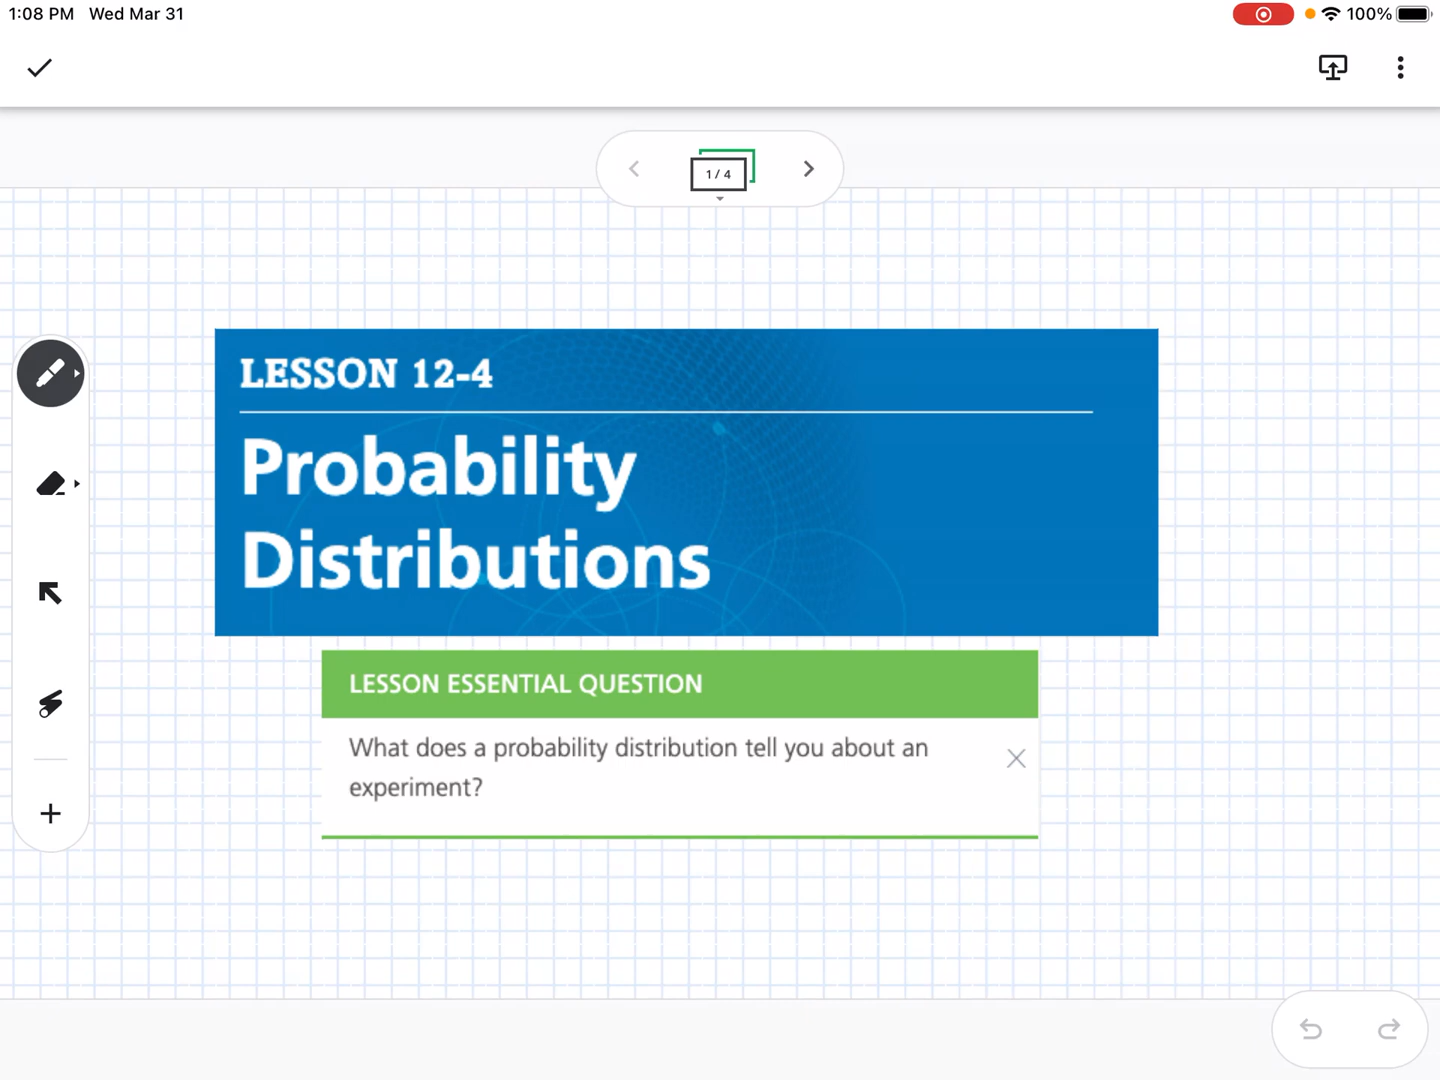 1:08 PM Wed Mar 31
100%
1 / 4
LESSON 12-4
Probability
Distributions
LESSON ESSENTIAL QUESTION
What does a probability distribution tell you about an
experiment?